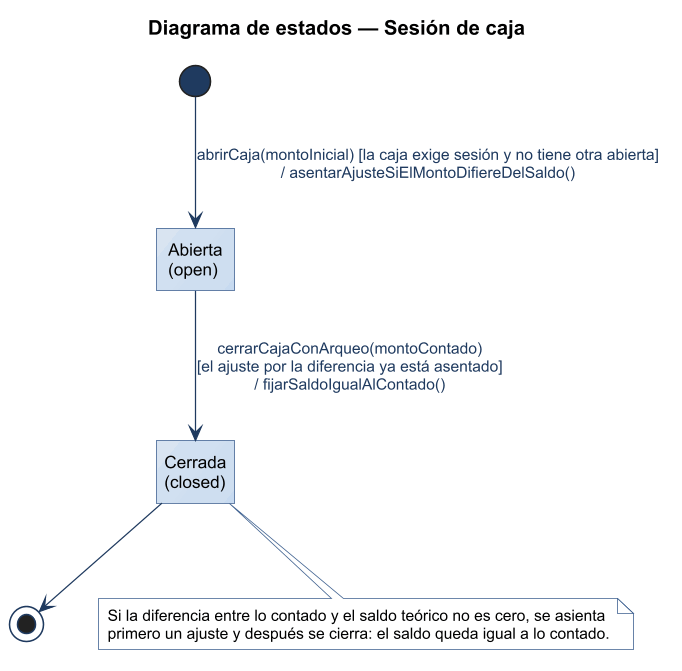 Diagrama de estados — Sesión de caja
abrirCaja(montoInicial) [la caja exige sesión y no tiene otra abierta]
/ asentarAjusteSiElMontoDifiereDelSaldo()
Abierta
(open)
cerrarCajaConArqueo(montoContado)
[el ajuste por la diferencia ya está asentado]
/ fijarSaldoIgualAlContado()
Cerrada
(closed)
Si la diferencia entre lo contado y el saldo teórico no es cero, se asienta
primero un ajuste y después se cierra: el saldo queda igual a lo contado.